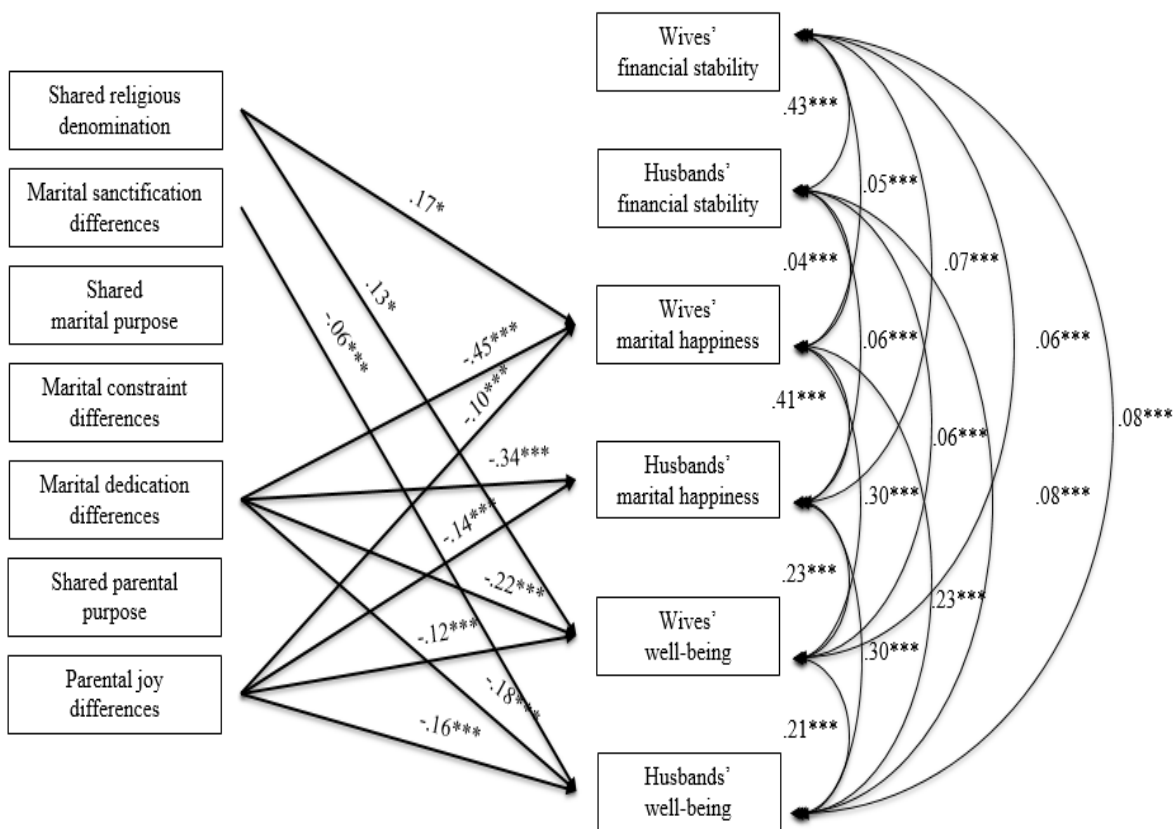 Shared religious
denomination
Marital sanctification
differences
Shared
marital purpose
Marital constraint
differences
Marital dedication
differences
Shared parental
purpose
Parental joy
differences
.17*
.13*
-.06***
-.45***
-.10***
-.34***
-.14***
-.22***
-.12***
-.18***
-.16***
Wives’
financial stability
Husbands’
financial stability
Wives’
marital happiness
Husbands’
marital happiness
Wives’
well-being
Husbands’
well-being
.43***
.05***
.04***
.07***
.06***
.06***
.41***
.06***
.08***
.30***
.08***
.23***
.23***
.30***
.21***